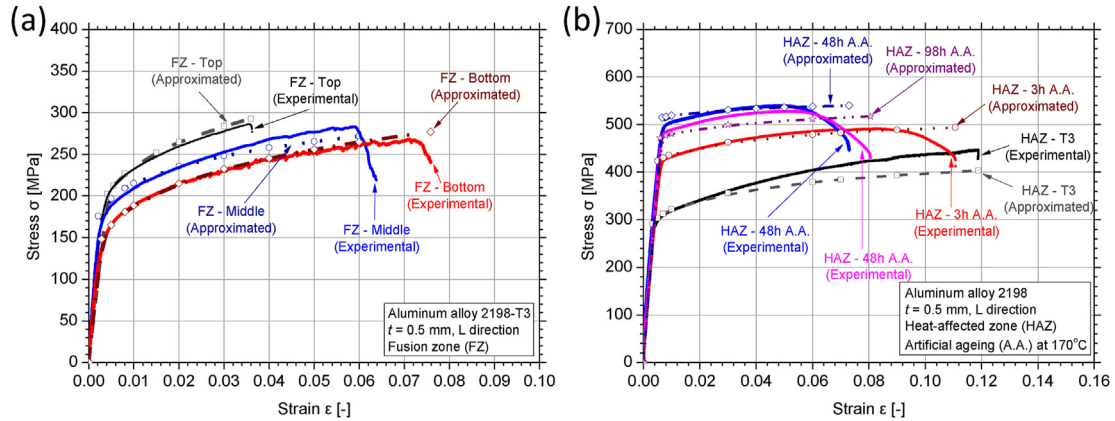 (a)
400
350
300
250
200
150
100
50
0
Stress σ [MPa]
FZ - Top
(Approximated)
FZ - Top
(Experimental)
FZ - Bottom
(Approximated)
FZ - Middle
(Approximated)
FZ - Middle
(Experimental)
FZ - Bottom
(Experimental)
Aluminum alloy 2198-T3
t = 0.5 mm, L direction
Fusion zone (FZ)
0.00 0.01 0.02 0.03 0.04 0.05 0.06 0.07 0.08 0.09 0.10
Strain ε [-]
(b)
700
600
500
400
300
200
100
0
Stress σ [MPa]
HAZ - 48h A.A.
(Approximated)
HAZ - 98h A.A.
(Approximated)
HAZ - 3h A.A.
(Approximated)
HAZ - T3
(Experimental)
HAZ - T3
(Approximated)
HAZ - 3h A.A.
(Experimental)
HAZ - 48h A.A.
(Experimental)
HAZ - 48h A.A.
(Experimental)
Aluminum alloy 2198
t = 0.5 mm, L direction
Heat-affected zone (HAZ)
Artificial ageing (A.A.) at 170°C
0.00 0.02 0.04 0.06 0.08 0.10 0.12 0.14 0.16
Strain ε [-]